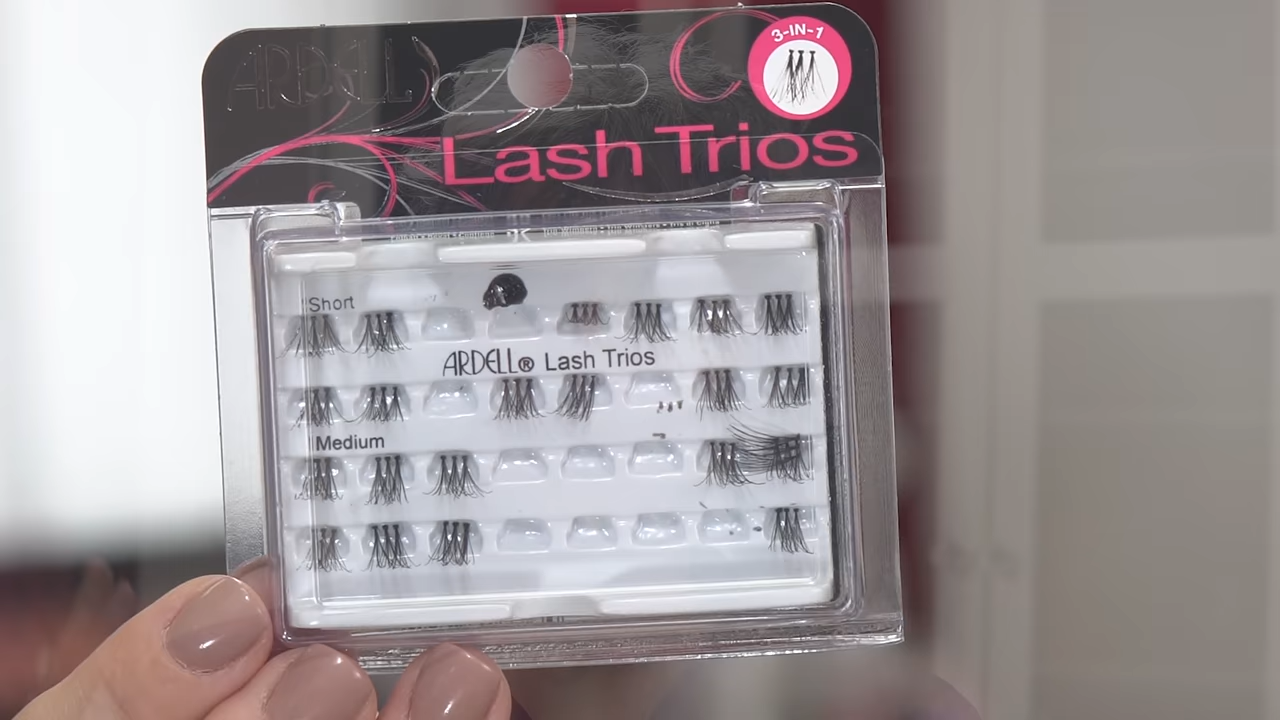 ARDELL
3-IN-1
Lash Trios
Short
ARDELL® Lash Trios
Medium